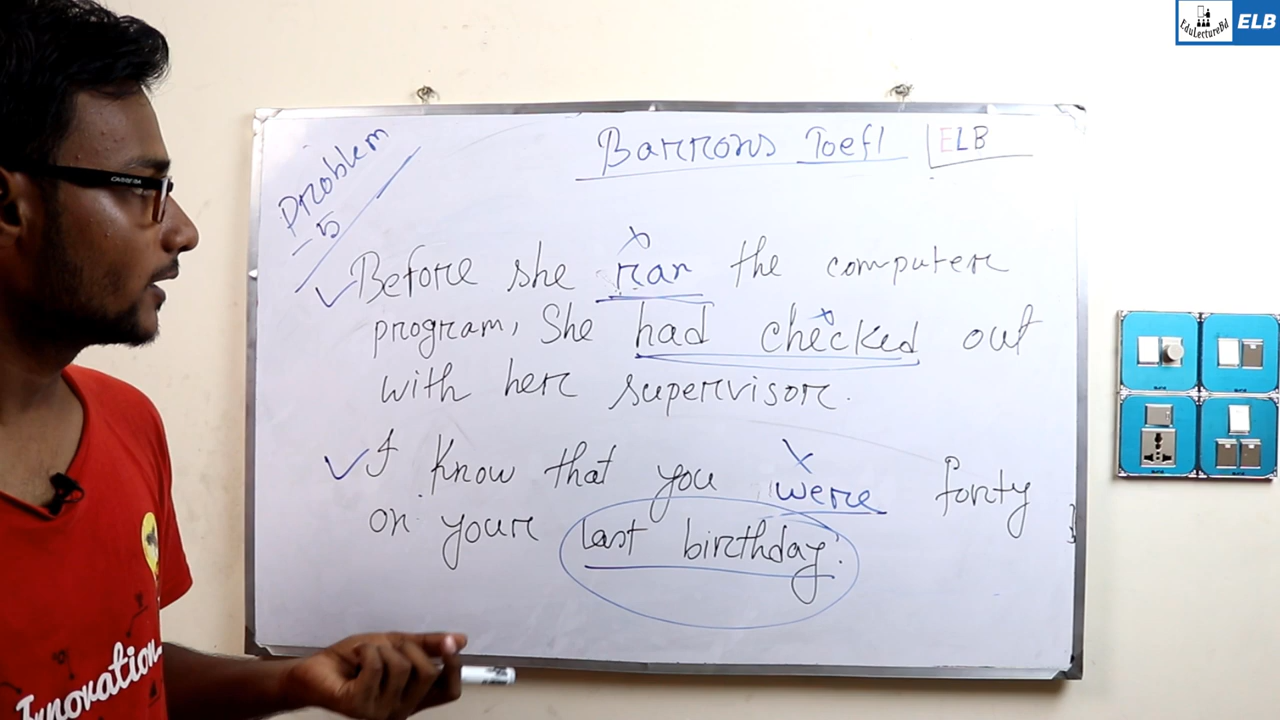 EduLectureBd ELB
Barrons Toefl ELB
Problem
- 5
Before she ran the computer
program, She had checked out
with her supervisor.
I know that you were forty
on your last birthday.
CARRERA
Innovation